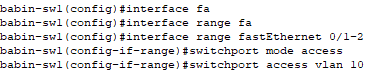 babin-sw1(config)#interface fa
babin-sw1(config)#interface range fa
babin-sw1(config)#interface range fastEthernet 0/1-2
babin-sw1(config-if-range)#switchport mode access
babin-sw1(config-if-range)#switchport access vlan 10